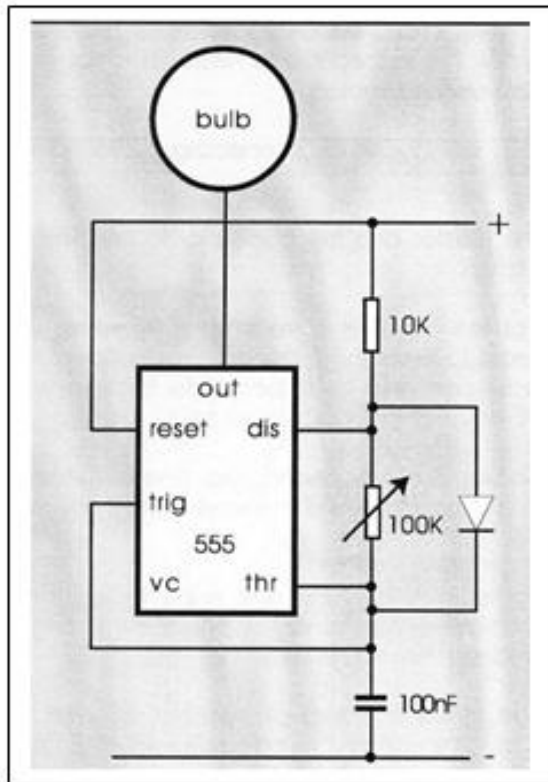 bulb
+
10K
out
reset dis
trig
100K
555
vc thr
100nF
-